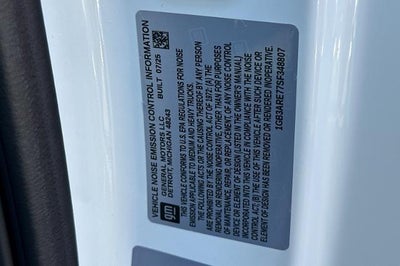 VEHICLE NOISE EMISSION CONTROL INFORMATION
BUILT 07/25
GENERAL MOTORS LLC
DETROIT, MICHIGAN 48243
gm
VEHICLE CONFORMS TO U.S. EPA REGULATIONS FOR NOISE
EMISSION APPLICABLE TO MEDIUM AND HEAVY TRUCKS.
THE FOLLOWING ACTS OR THE CAUSING THEREOF BY ANY PERSON
ARE PROHIBITED BY THE NOISE CONTROL ACT OF 1972: (A) THE
REMOVAL OR RENDERING INOPERATIVE, OTHER THAN FOR PURPOSES
OF MAINTENANCE, REPAIR, OR REPLACEMENT, OF ANY NOISE CONTROL
DEVICE OR ELEMENT OF DESIGN (LISTED IN THE OWNER'S MANUAL)
INCORPORATED INTO THIS VEHICLE IN COMPLIANCE WITH THE NOISE
CONTROL ACT, (B) THE USE OF THIS VEHICLE AFTER SUCH DEVICE OR
ELEMENT OF DESIGN HAS BEEN REMOVED OR RENDERED INOPERATIVE.
1GB3ARE77SF348807